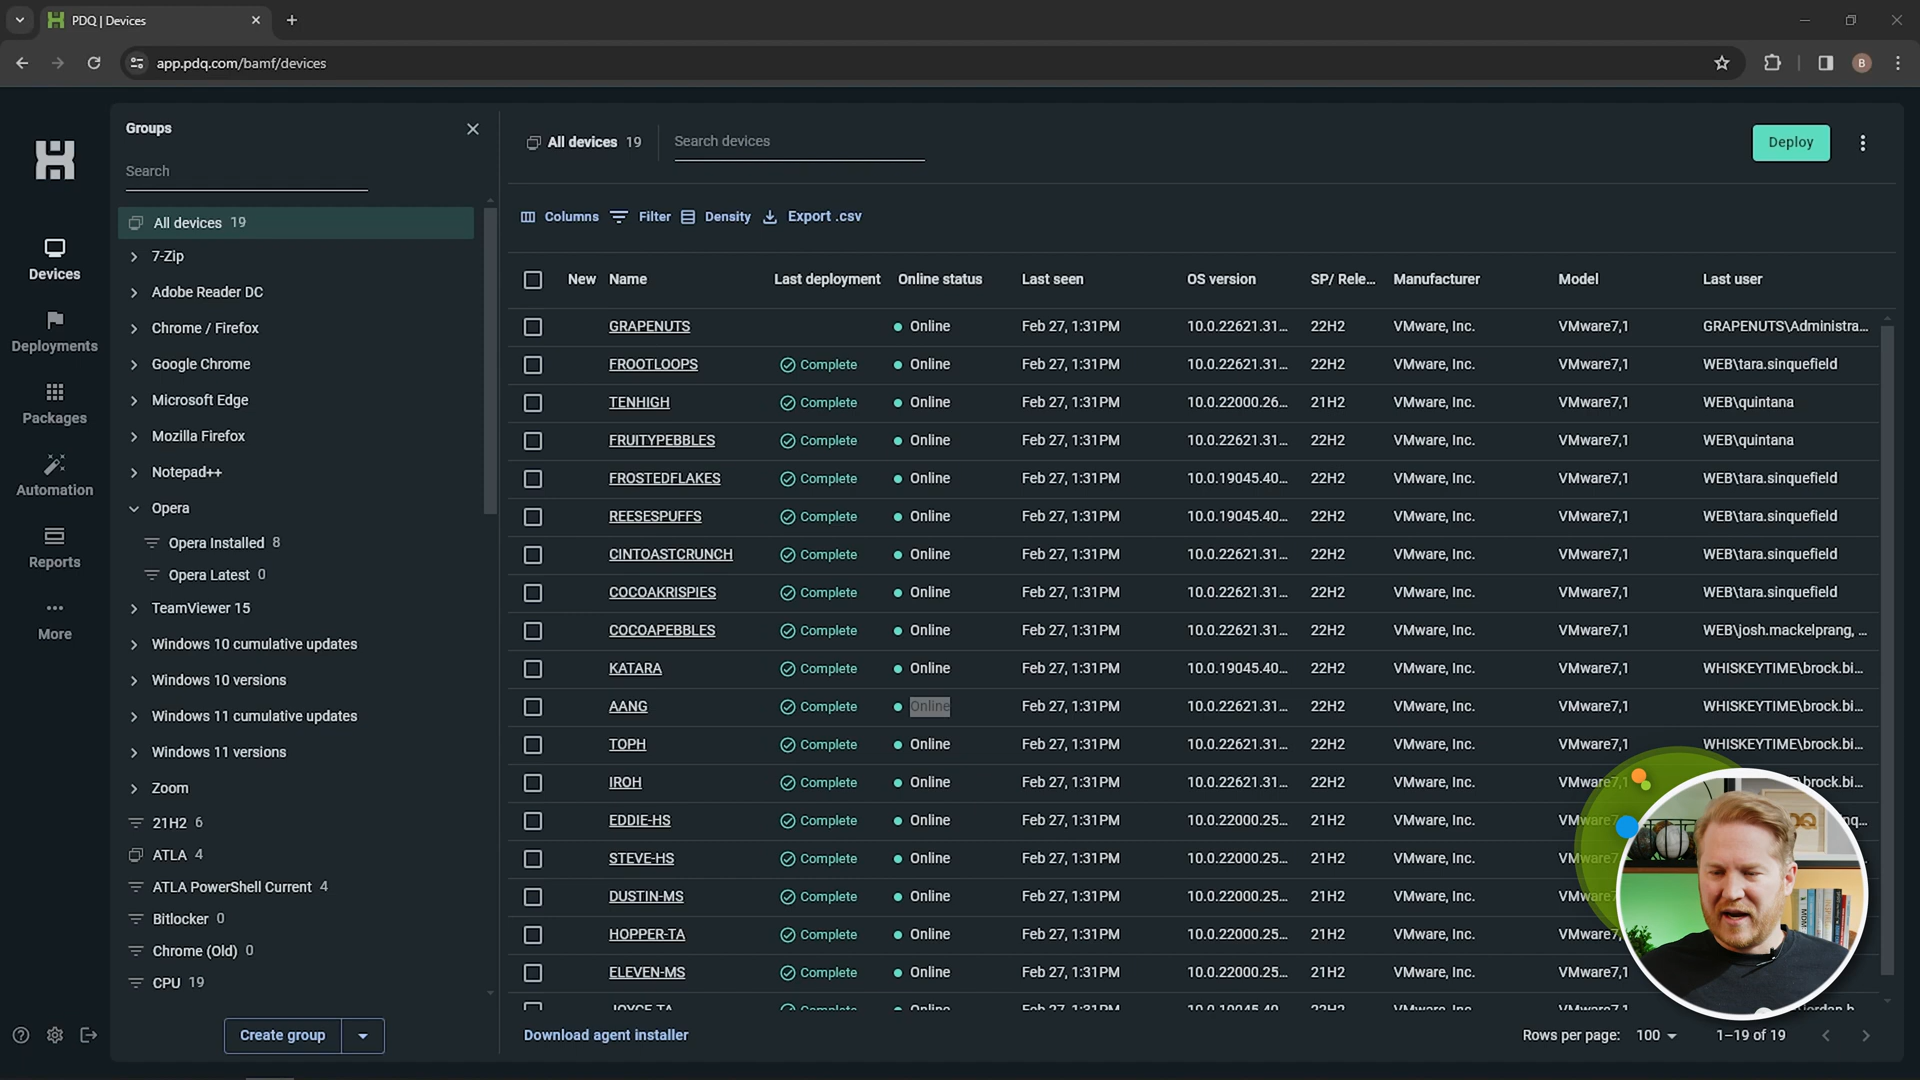 PDQ | Devices
app.pdq.com/bamf/devices
B
Groups
Search
All devices 19
7-Zip
Adobe Reader DC
Chrome / Firefox
Google Chrome
Microsoft Edge
Mozilla Firefox
Notepad++
Opera
Opera Installed 8
Opera Latest 0
TeamViewer 15
Windows 10 cumulative updates
Windows 10 versions
Windows 11 cumulative updates
Windows 11 versions
Zoom
21H2 6
ATLA 4
ATLA PowerShell Current 4
Bitlocker 0
Chrome (Old) 0
CPU 19
Create group
Devices
Deployments
Packages
Automation
Reports
More
All devices 19
Search devices
Deploy
Columns Filter Density Export .csv
New Name Last deployment Online status Last seen OS version SP/ Rele... Manufacturer Model Last user
GRAPENUTS Online Feb 27, 1:31PM 10.0.22621.31... 22H2 VMware, Inc. VMware7,1 GRAPENUTS\Administra...
FROOTLOOPS Complete Online Feb 27, 1:31PM 10.0.22621.31... 22H2 VMware, Inc. VMware7,1 WEB\tara.sinquefield
TENHIGH Complete Online Feb 27, 1:31PM 10.0.22000.26... 21H2 VMware, Inc. VMware7,1 WEB\quintana
FRUITYPEBBLES Complete Online Feb 27, 1:31PM 10.0.22621.31... 22H2 VMware, Inc. VMware7,1 WEB\quintana
FROSTEDFLAKES Complete Online Feb 27, 1:31PM 10.0.19045.40... 22H2 VMware, Inc. VMware7,1 WEB\tara.sinquefield
REESESPUFFS Complete Online Feb 27, 1:31PM 10.0.19045.40... 22H2 VMware, Inc. VMware7,1 WEB\tara.sinquefield
CINTOASTCRUNCH Complete Online Feb 27, 1:31PM 10.0.22621.31... 22H2 VMware, Inc. VMware7,1 WEB\tara.sinquefield
COCOAKRISPIES Complete Online Feb 27, 1:31PM 10.0.22621.31... 22H2 VMware, Inc. VMware7,1 WEB\tara.sinquefield
COCOAPEBBLES Complete Online Feb 27, 1:31PM 10.0.22621.31... 22H2 VMware, Inc. VMware7,1 WEB\josh.mackelprang, ...
KATARA Complete Online Feb 27, 1:31PM 10.0.19045.40... 22H2 VMware, Inc. VMware7,1 WHISKEYTIME\brock.bi...
AANG Complete Online Feb 27, 1:31PM 10.0.22621.31... 22H2 VMware, Inc. VMware7,1 WHISKEYTIME\brock.bi...
TOPH Complete Online Feb 27, 1:31PM 10.0.22621.31... 22H2 VMware, Inc. VMware7,1 WHISKEYTIME\brock.bi...
IROH Complete Online Feb 27, 1:31PM 10.0.22621.31... 22H2 VMware, Inc. VMware7,1 \brock.bi...
EDDIE-HS Complete Online Feb 27, 1:31PM 10.0.22000.25... 21H2 VMware, Inc. VMware7
STEVE-HS Complete Online Feb 27, 1:31PM 10.0.22000.25... 21H2 VMware, Inc. VMware
DUSTIN-MS Complete Online Feb 27, 1:31PM 10.0.22000.25... 21H2 VMware, Inc. VMware7
HOPPER-TA Complete Online Feb 27, 1:31PM 10.0.22000.25... 21H2 VMware, Inc. VMware7,
ELEVEN-MS Complete Online Feb 27, 1:31PM 10.0.22000.25... 21H2 VMware, Inc. VMware7,1
Download agent installer
Rows per page: 100 1–19 of 19